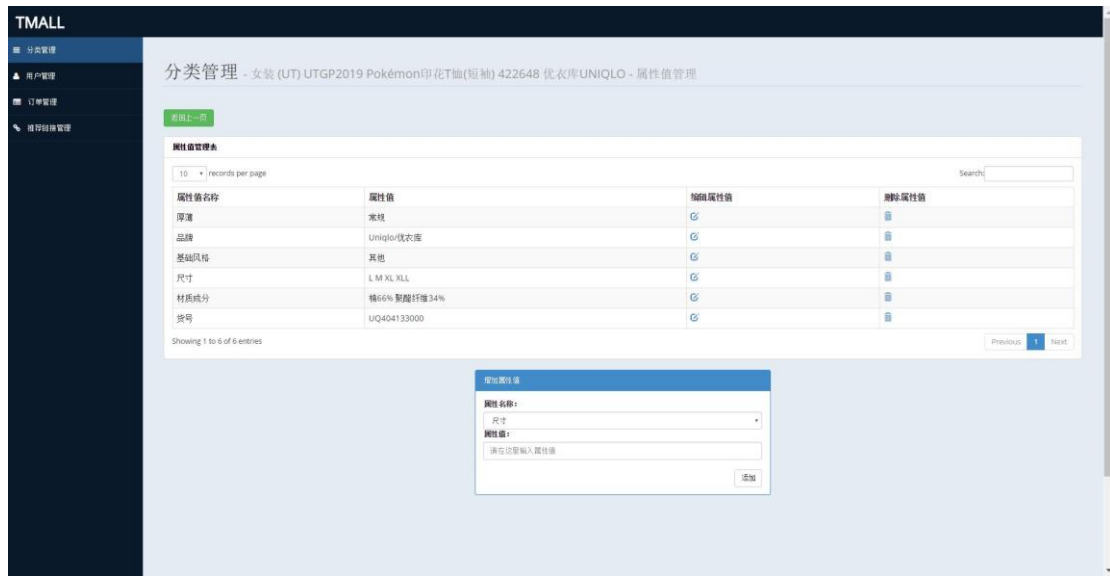 TMALL
分类管理
用户管理
订单管理
推荐链接管理
分类管理 - 女装 (UT) UTGP2019 Pokémon印花T恤(短袖) 422648 优衣库UNIQLO - 属性值管理
返回上一页
属性值管理表
10 records per page
Search:
属性值名称 属性值 编辑属性值 删除属性值
厚薄 常规
品牌 Uniqlo/优衣库
基础风格 其他
尺寸 L M XL XLL
材质成分 棉66% 聚酯纤维34%
货号 UQ404133000
Showing 1 to 6 of 6 entries
Previous 1 Next
增加属性值
属性名称：
尺寸
属性值：
请在这里输入属性值
添加